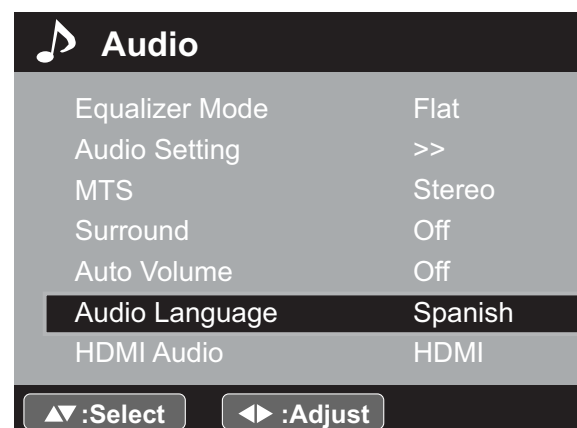 Audio
Equalizer Mode Flat
Audio Setting >>
MTS Stereo
Surround Off
Auto Volume Off
Audio Language Spanish
HDMI Audio HDMI
▲▼ :Select ◀▶ :Adjust